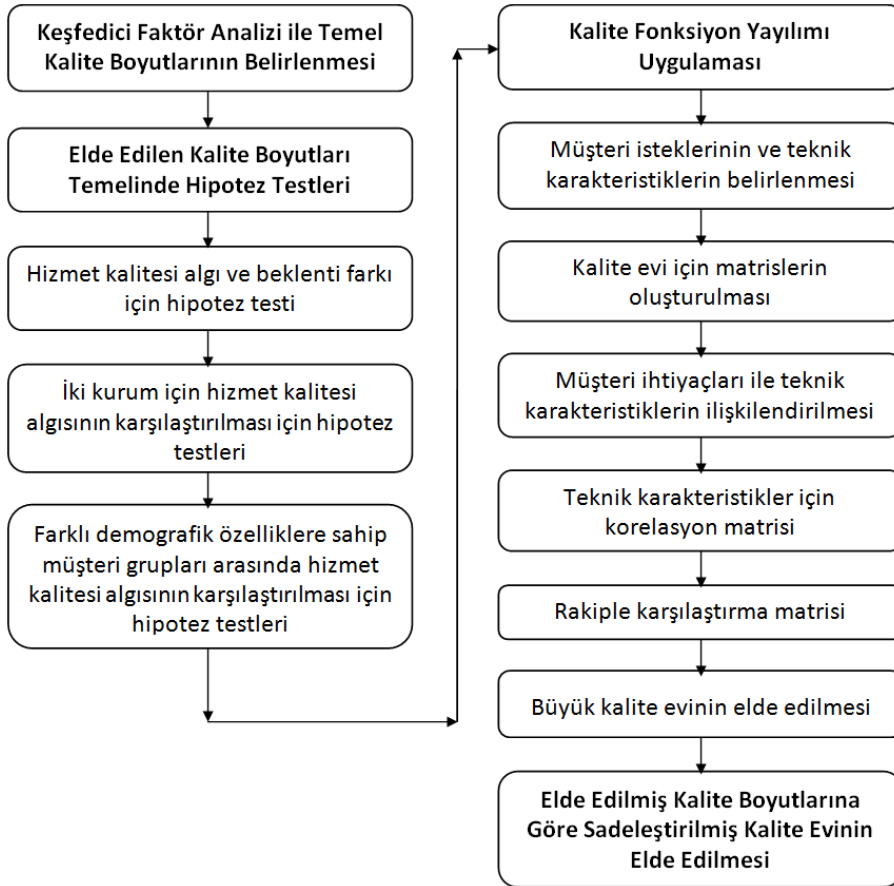 Keşfedici Faktör Analizi ile Temel
Kalite Boyutlarının Belirlenmesi
Elde Edilen Kalite Boyutları
Temelinde Hipotez Testleri
Hizmet kalitesi algı ve beklenti farkı
için hipotez testi
İki kurum için hizmet kalitesi
algısının karşılaştırılması için hipotez
testleri
Farklı demografik özelliklere sahip
müşteri grupları arasında hizmet
kalitesi algısının karşılaştırılması için
hipotez testleri
Kalite Fonksiyon Yayılımı
Uygulaması
Müşteri isteklerinin ve teknik
karakteristiklerin belirlenmesi
Kalite evi için matrislerin
oluşturulması
Müşteri ihtiyaçları ile teknik
karakteristiklerin ilişkilendirilmesi
Teknik karakteristikler için
korelasyon matrisi
Rakiple karşılaştırma matrisi
Büyük kalite evinin elde edilmesi
Elde Edilmiş Kalite Boyutlarına
Göre Sadeleştirilmiş Kalite Evinin
Elde Edilmesi